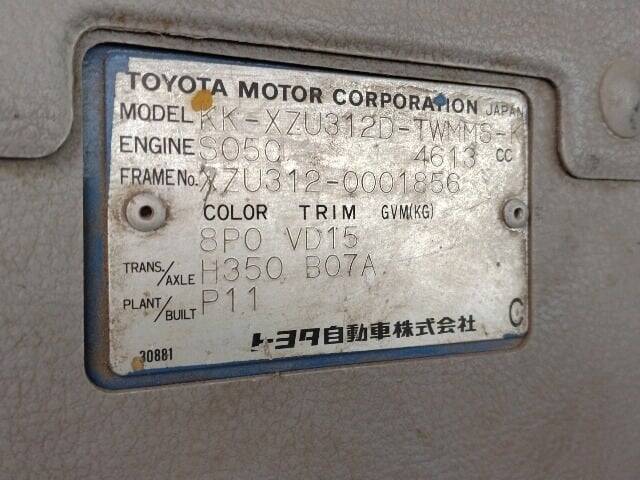 TOYOTA MOTOR CORPORATION JAPAN
MODEL KK-XZU312D-TWMMS-K
ENGINE S05C 4613 CC
FRAME No. XZU312-0001856
COLOR TRIM GVM(KG)
8P0 VD15
TRANS./AXLE H350 B07A
PLANT/BUILT P11
トヨタ自動車株式会社 C
30881